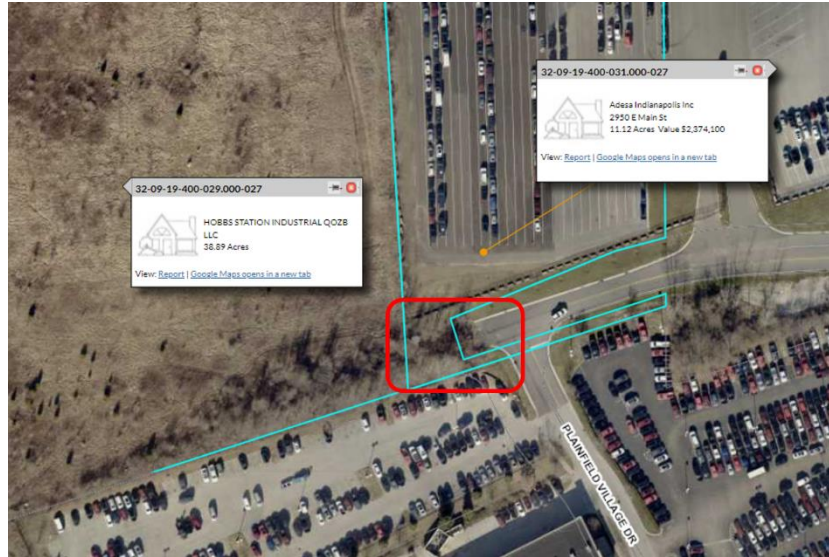 32-09-19-400-031.000-027
Adesa Indianapolis Inc
2950 E Main St
11.12 Acres Value $2,374,100
View: Report | Google Maps opens in a new tab
32-09-19-400-029.000-027
HOBBS STATION INDUSTRIAL QOZB
LLC
38.89 Acres
View: Report | Google Maps opens in a new tab
PLAINFIELD VILLAGE DR